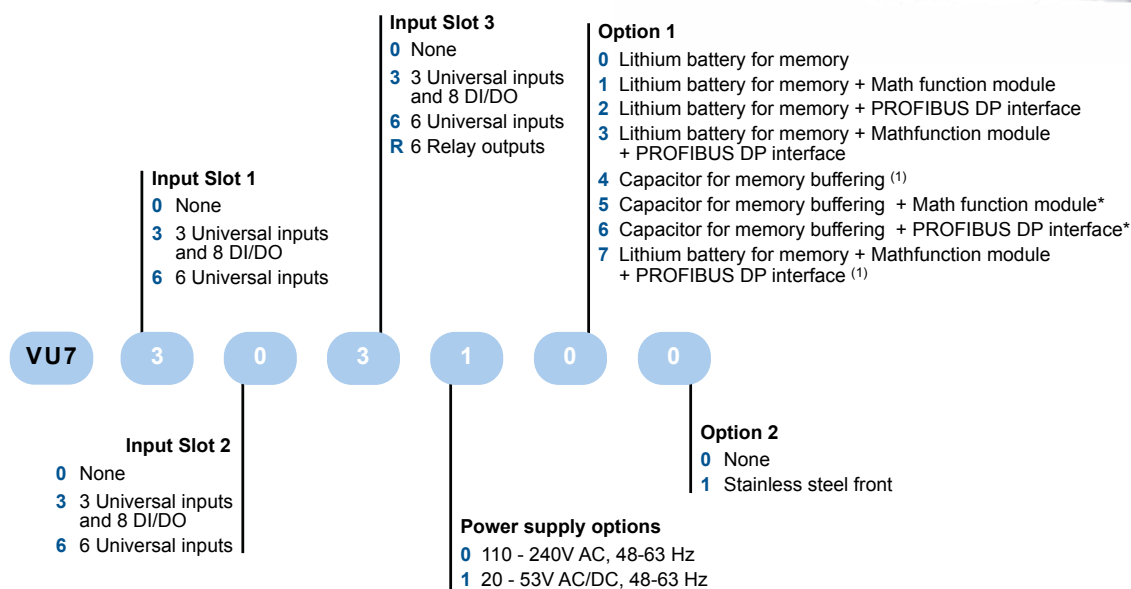 Input Slot 3
0 None
3 3 Universal inputs
and 8 DI/DO
6 6 Universal inputs
R 6 Relay outputs
Option 1
0 Lithium battery for memory
1 Lithium battery for memory + Math function module
2 Lithium battery for memory + PROFIBUS DP interface
3 Lithium battery for memory + Mathfunction module
+ PROFIBUS DP interface
4 Capacitor for memory buffering (1)
5 Capacitor for memory buffering + Math function module*
6 Capacitor for memory buffering + PROFIBUS DP interface*
7 Lithium battery for memory + Mathfunction module
+ PROFIBUS DP interface (1)
Input Slot 1
0 None
3 3 Universal inputs
and 8 DI/DO
6 6 Universal inputs
VU7 3 0 3 1 0 0
Input Slot 2
0 None
3 3 Universal inputs
and 8 DI/DO
6 6 Universal inputs
Power supply options
0 110 - 240V AC, 48-63 Hz
1 20 - 53V AC/DC, 48-63 Hz
Option 2
0 None
1 Stainless steel front